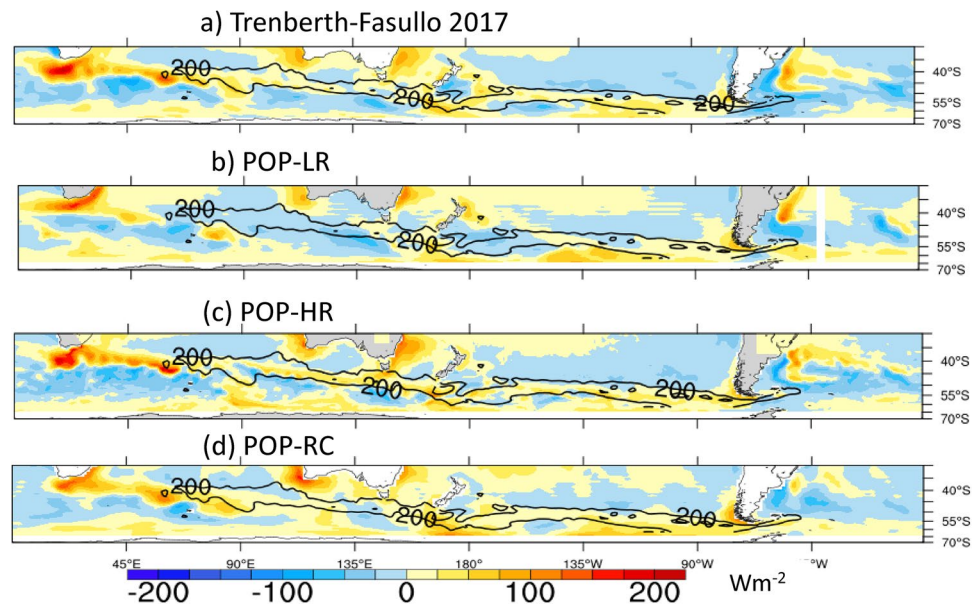 a) Trenberth-Fasullo 2017
200 200 200
40°S
55°S
70°S
b) POP-LR
200 200
40°S
55°S
70°S
(c) POP-HR
200 200 200
40°S
55°S
70°S
(d) POP-RC
200 200 200
40°S
55°S
70°S
45°E 90°E 135°E 180° 135°W 90°W °W
-200 -100 0 100 200 Wm-2